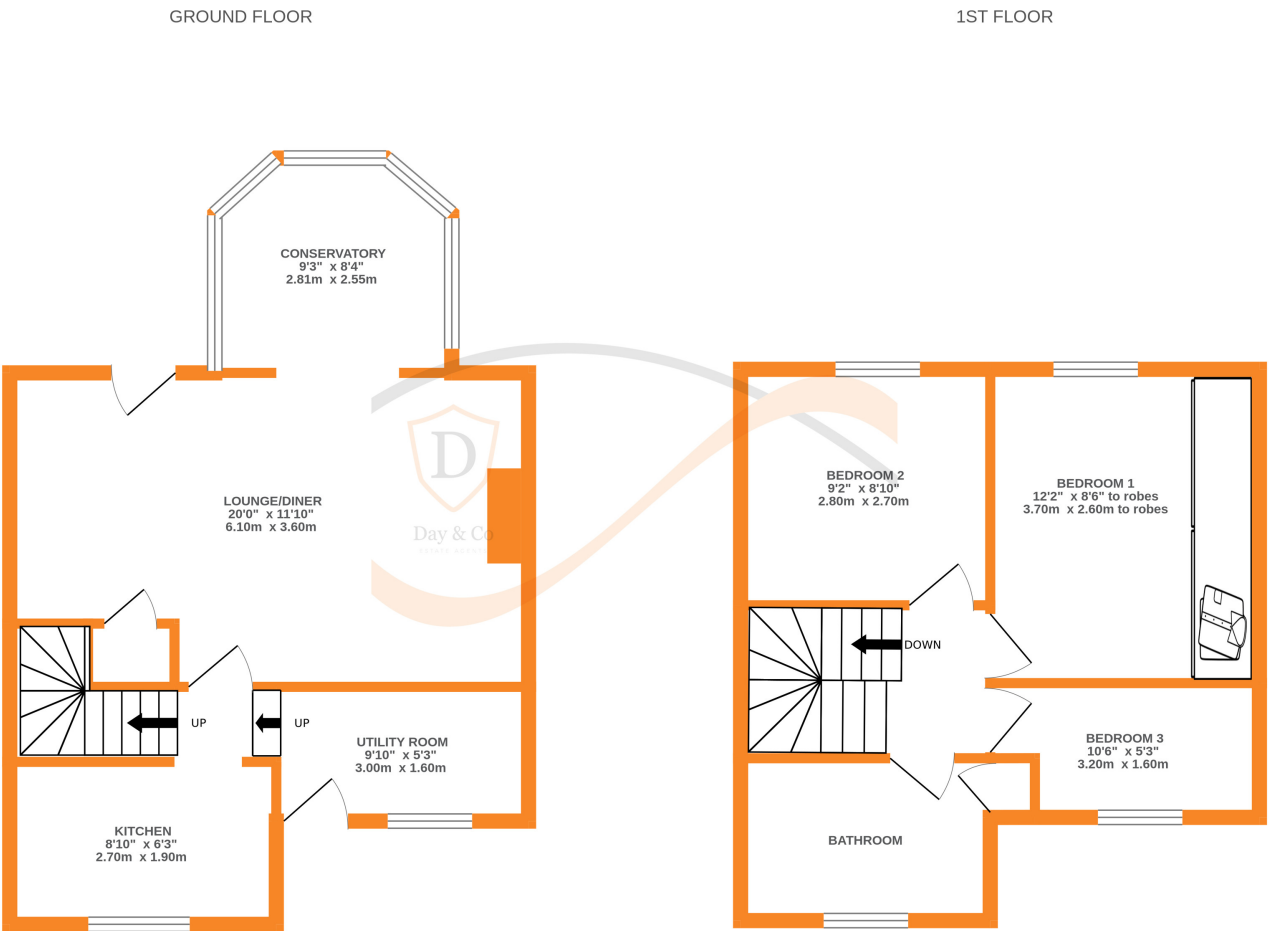 GROUND FLOOR
1ST FLOOR
CONSERVATORY
9'3" x 8'4"
2.81m x 2.55m
LOUNGE/DINER
20'0" x 11'10"
6.10m x 3.60m
D
Day & Co
ESTATE AGENTS
UP
UP
UTILITY ROOM
9'10" x 5'3"
3.00m x 1.60m
KITCHEN
8'10" x 6'3"
2.70m x 1.90m
BEDROOM 2
9'2" x 8'10"
2.80m x 2.70m
BEDROOM 1
12'2" x 8'6" to robes
3.70m x 2.60m to robes
DOWN
BEDROOM 3
10'6" x 5'3"
3.20m x 1.60m
BATHROOM